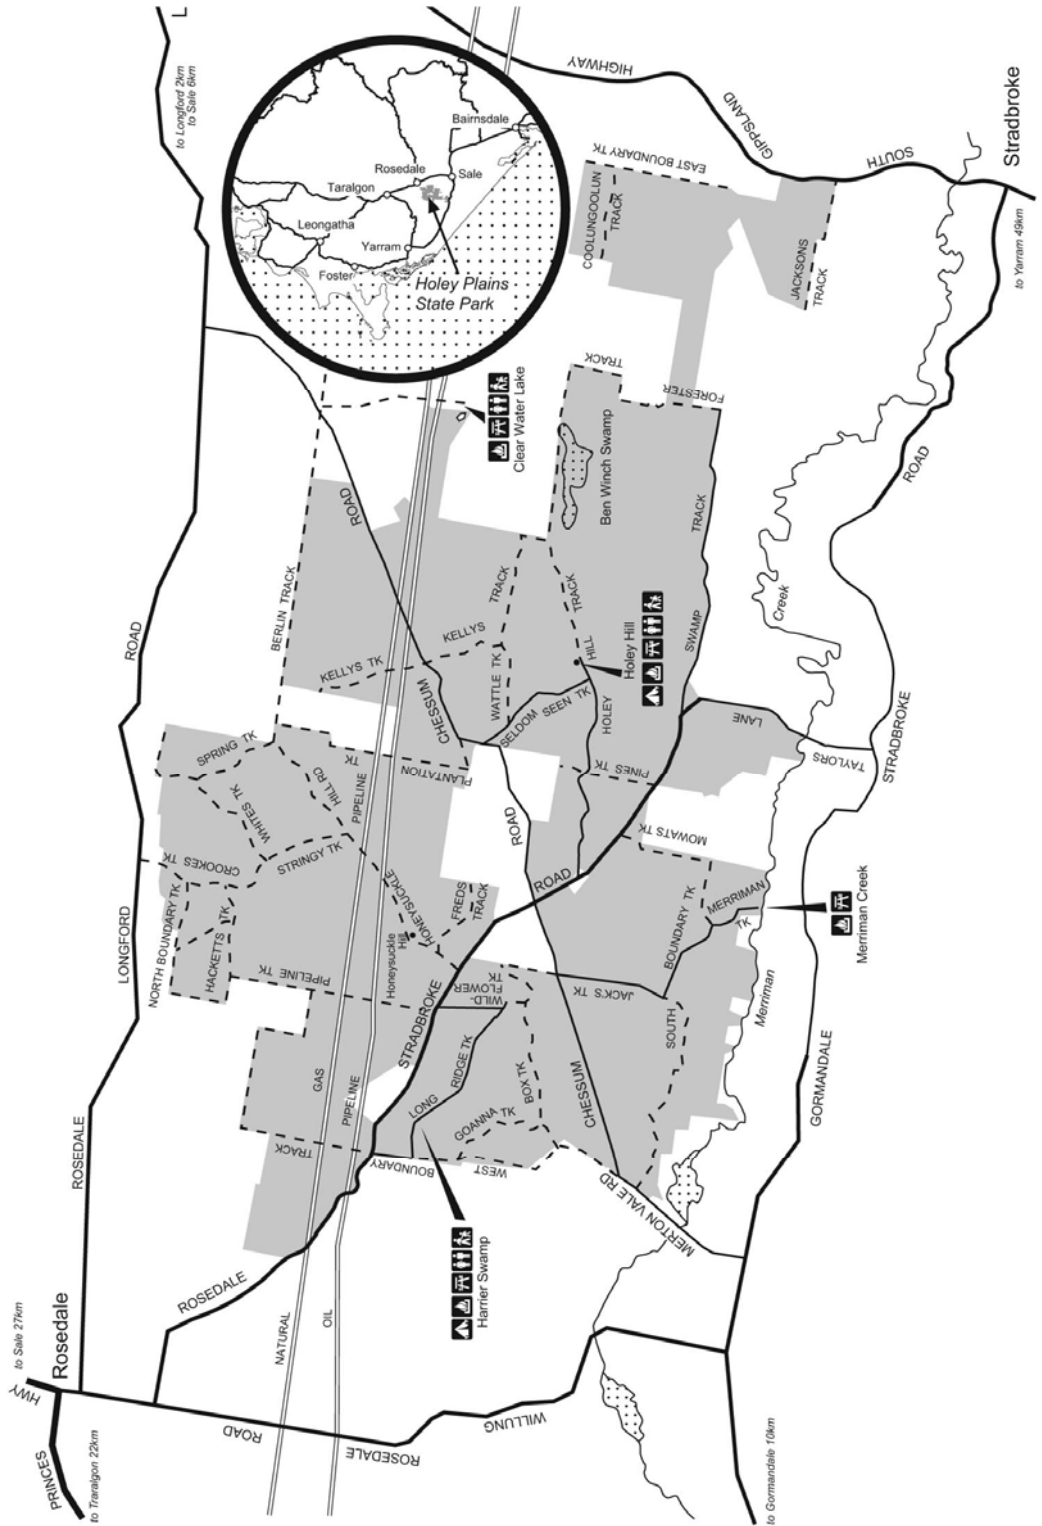 PRINCES
HWY
to Sale 27km
Rosedale
to Traralgon 22km
ROSEDALE
LONGFORD
ROAD
to Longford 2km
to Sale 6km
L
Bairnsdale
Sale
Rosedale
Taralgon
Leongatha
Yarram
Foster
Holey Plains
State Park
HIGHWAY
GIPPSLAND
SOUTH
Stradbroke
to Yarram 49km
EAST BOUNDARY TK
COOLUNGOOLUN
TRACK
JACKSONS
TRACK
Clear Water Lake
TRACK
FORESTER
Ben Winch Swamp
TRACK
SWAMP
ROAD
BERLIN TRACK
KELLYS TK
KELLYS
TRACK
CHESSUM
WATTLE TK
SELDOM
SEEN TK
TRACK
HILL
HOLEY
Holey Hill
PINES TK
LANE
TAYLORS
Creek
ROAD
STRADBROKE
SPRING TK
WHITES TK
HILL RD
STRINGY TK
CROOKES TK
NORTH BOUNDARY TK
HACKETTS TK
PIPELINE
TK
PLANTATION
HONEYSUCKLE
Honeysuckle
Hill
FREDS
TRACK
ROAD
ROAD
MOWATS TK
BOUNDARY TK
MERRIMAN
TK
Merriman Creek
Merriman
PIPELINE TK
STRADBROKE
WILD-
FLOWER
TK
JACK'S TK
SOUTH
GAS
PIPELINE
LONG
RIDGE TK
BOX TK
GOANNA TK
CHESSUM
TRACK
BOUNDARY
WEST
MERTON VALE RD
GORMANDALE
Harrier Swamp
ROSEDALE
NATURAL
OIL
ROAD
ROSEDALE
WILLUNG
to Gormandale 10km